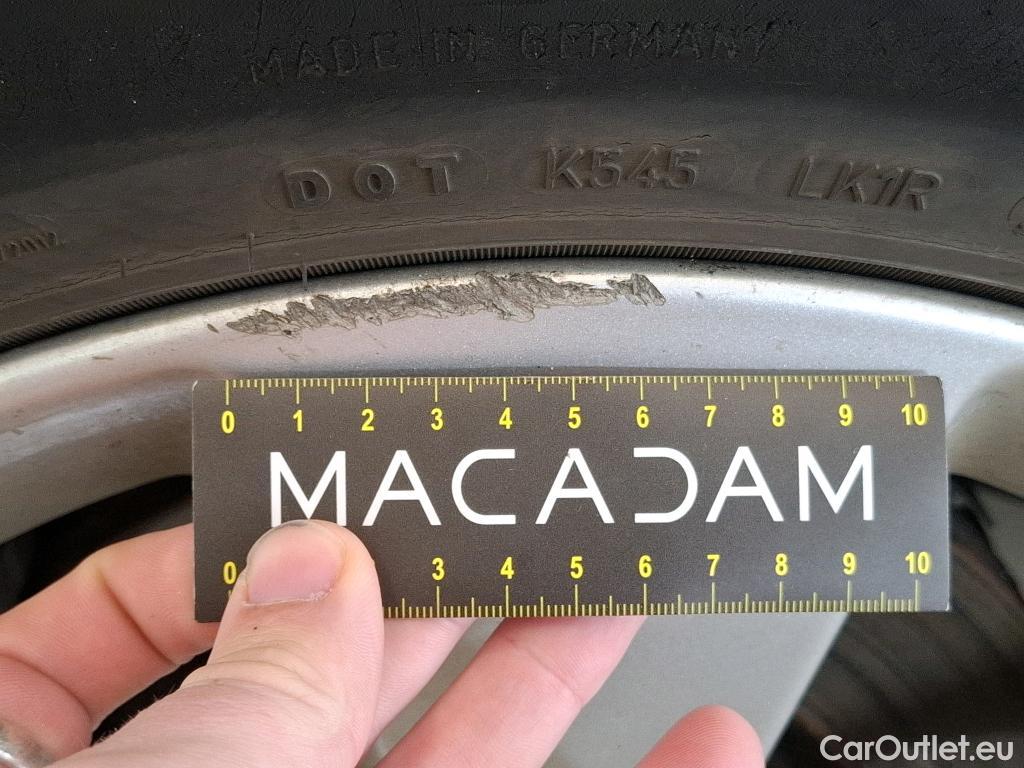 MADE IN GERMANY
DOT K545 LK1R
0 1 2 3 4 5 6 7 8 9 10
MACADAM
0 3 4 5 6 7 8 9 10
CarOutlet.eu